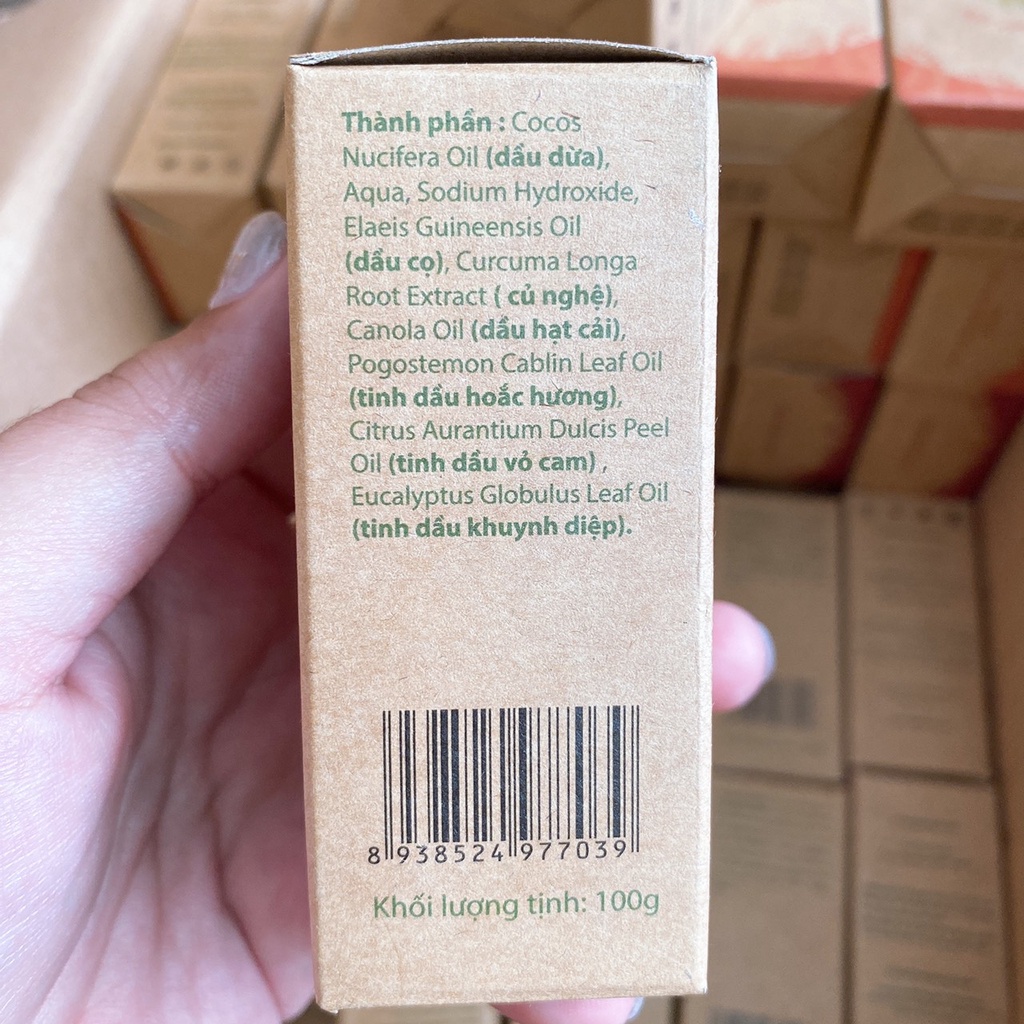 Thành phần : Cocos
Nucifera Oil (dầu dừa),
Aqua, Sodium Hydroxide,
Elaeis Guineensis Oil
(dầu cọ), Curcuma Longa
Root Extract ( củ nghệ),
Canola Oil (dầu hạt cải),
Pogostemon Cablin Leaf Oil
(tinh dầu hoắc hương),
Citrus Aurantium Dulcis Peel
Oil (tinh dầu vỏ cam) ,
Eucalyptus Globulus Leaf Oil
(tinh dầu khuynh diệp).
8 938524 977039
Khối lượng tịnh: 100g